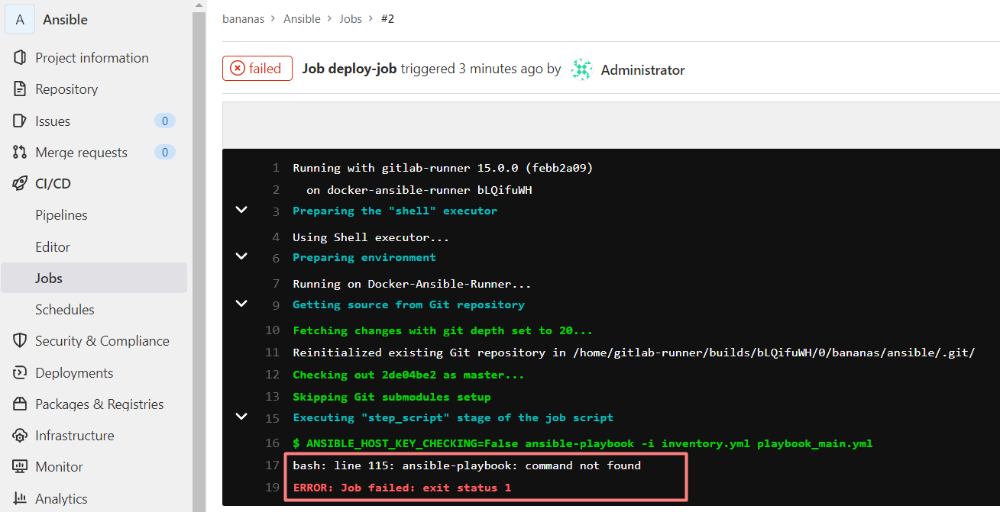 A Ansible
Project information
Repository
Issues 0
Merge requests 0
CI/CD
Pipelines
Editor
Jobs
Schedules
Security & Compliance
Deployments
Packages & Registries
Infrastructure
Monitor
Analytics
bananas > Ansible > Jobs > #2
failed Job deploy-job triggered 3 minutes ago by Administrator
1 Running with gitlab-runner 15.0.0 (febb2a09)
2 on docker-ansible-runner bLQifuWH
3 Preparing the "shell" executor
4 Using Shell executor...
6 Preparing environment
7 Running on Docker-Ansible-Runner...
9 Getting source from Git repository
10 Fetching changes with git depth set to 20...
11 Reinitialized existing Git repository in /home/gitlab-runner/builds/bLQifuWH/0/bananas/ansible/.git/
12 Checking out 2de04be2 as master...
13 Skipping Git submodules setup
15 Executing "step_script" stage of the job script
16 $ ANSIBLE_HOST_KEY_CHECKING=False ansible-playbook -i inventory.yml playbook_main.yml
17 bash: line 115: ansible-playbook: command not found
19 ERROR: Job failed: exit status 1